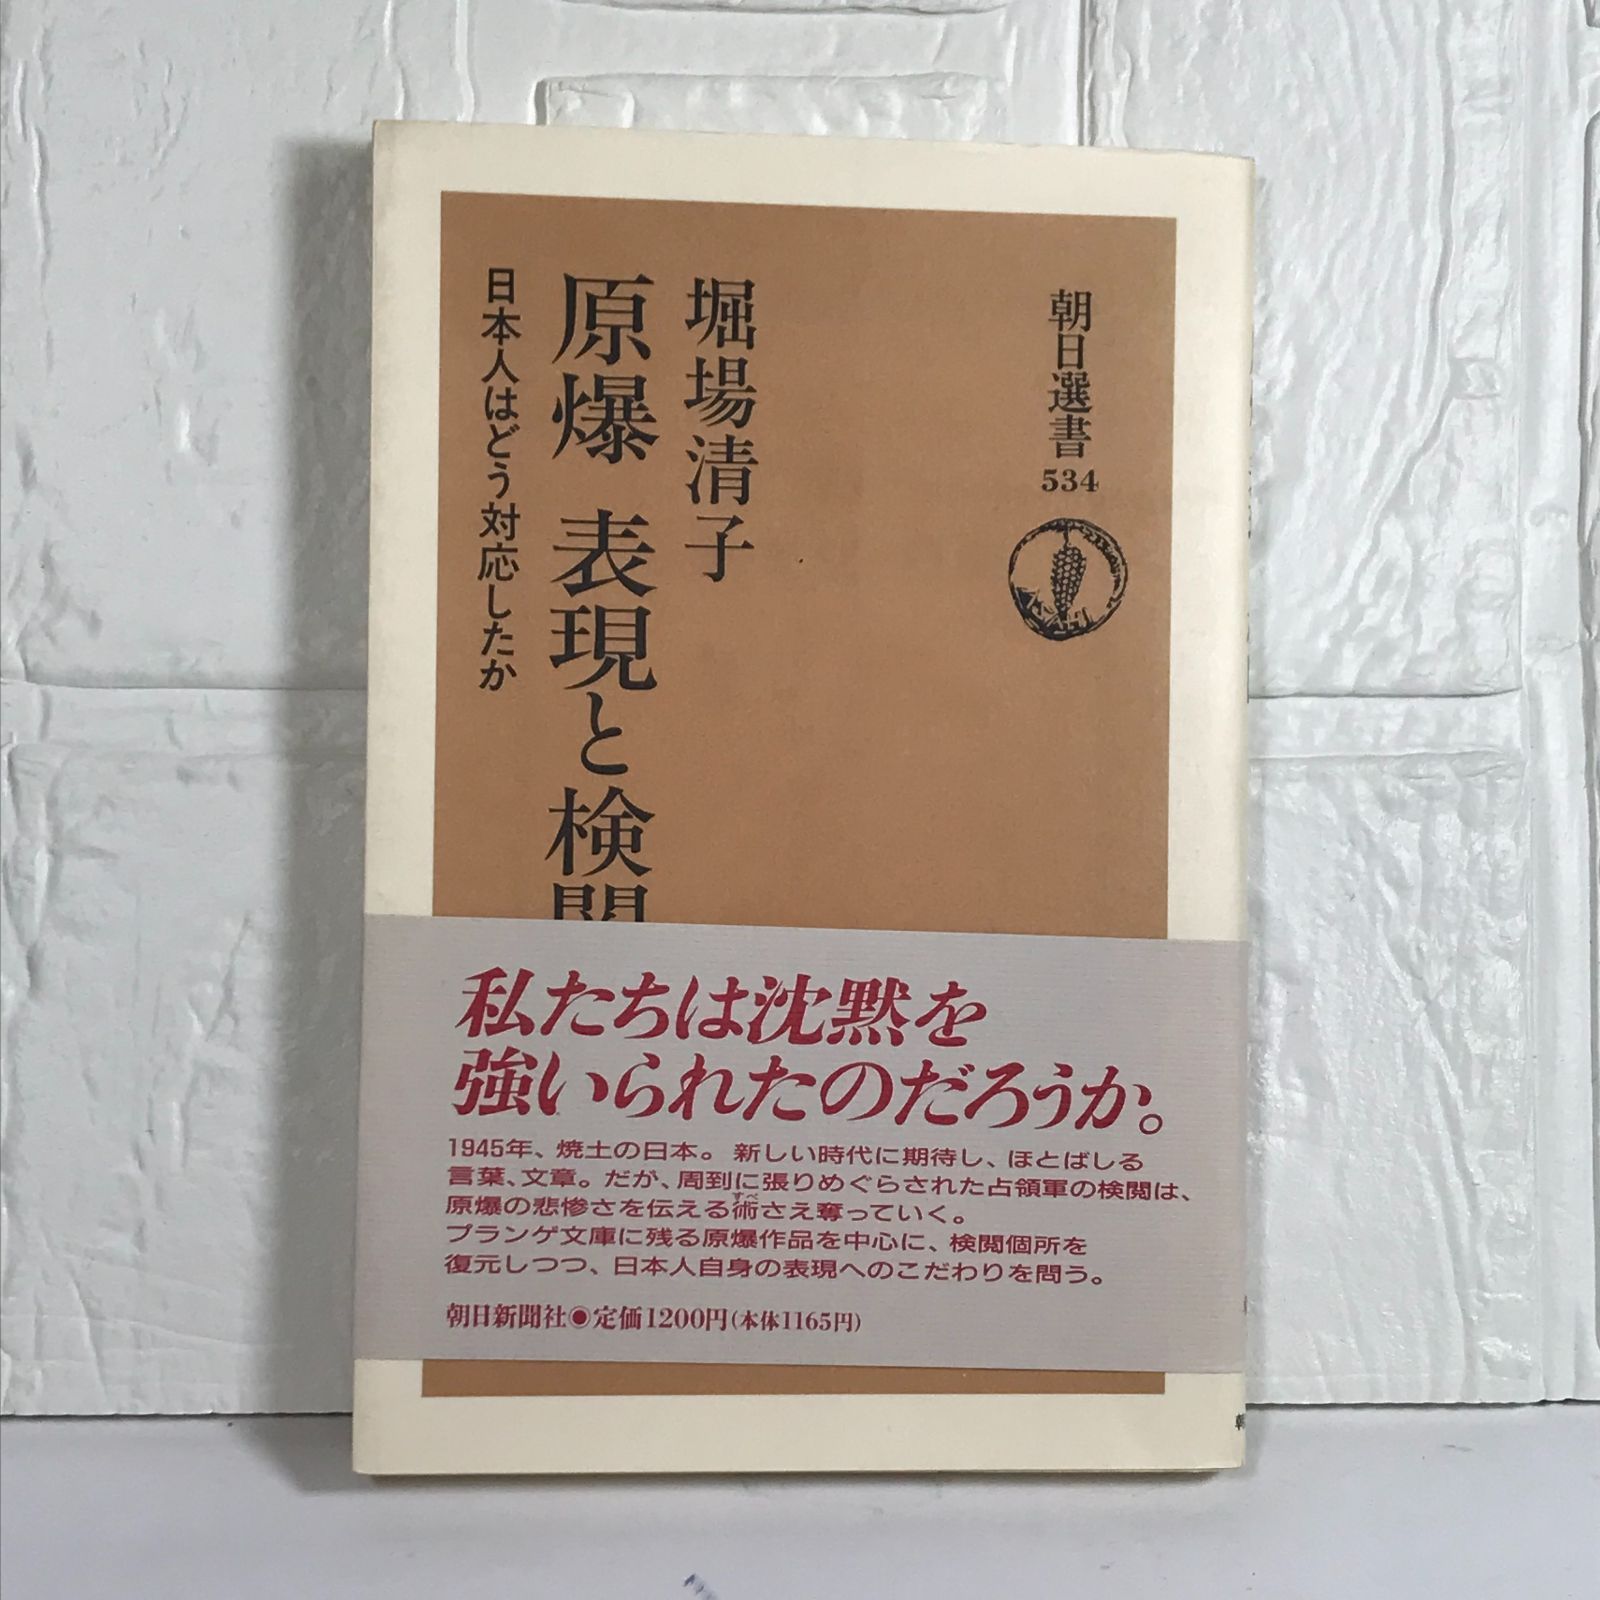 朝日選書
534
堀場清子
原爆 表現と検閲
日本人はどう対応したか
私たちは沈黙を
強いられたのだろうか。
1945年、焼土の日本。新しい時代に期待し、ほとばしる
言葉、文章。だが、周到に張りめぐらされた占領軍の検閲は、
すべ
原爆の悲惨さを伝える術さえ奪っていく。
プランゲ文庫に残る原爆作品を中心に、検閲個所を
復元しつつ、日本人自身の表現へのこだわりを問う。
朝日新聞社◉定価1200円(本体1165円)